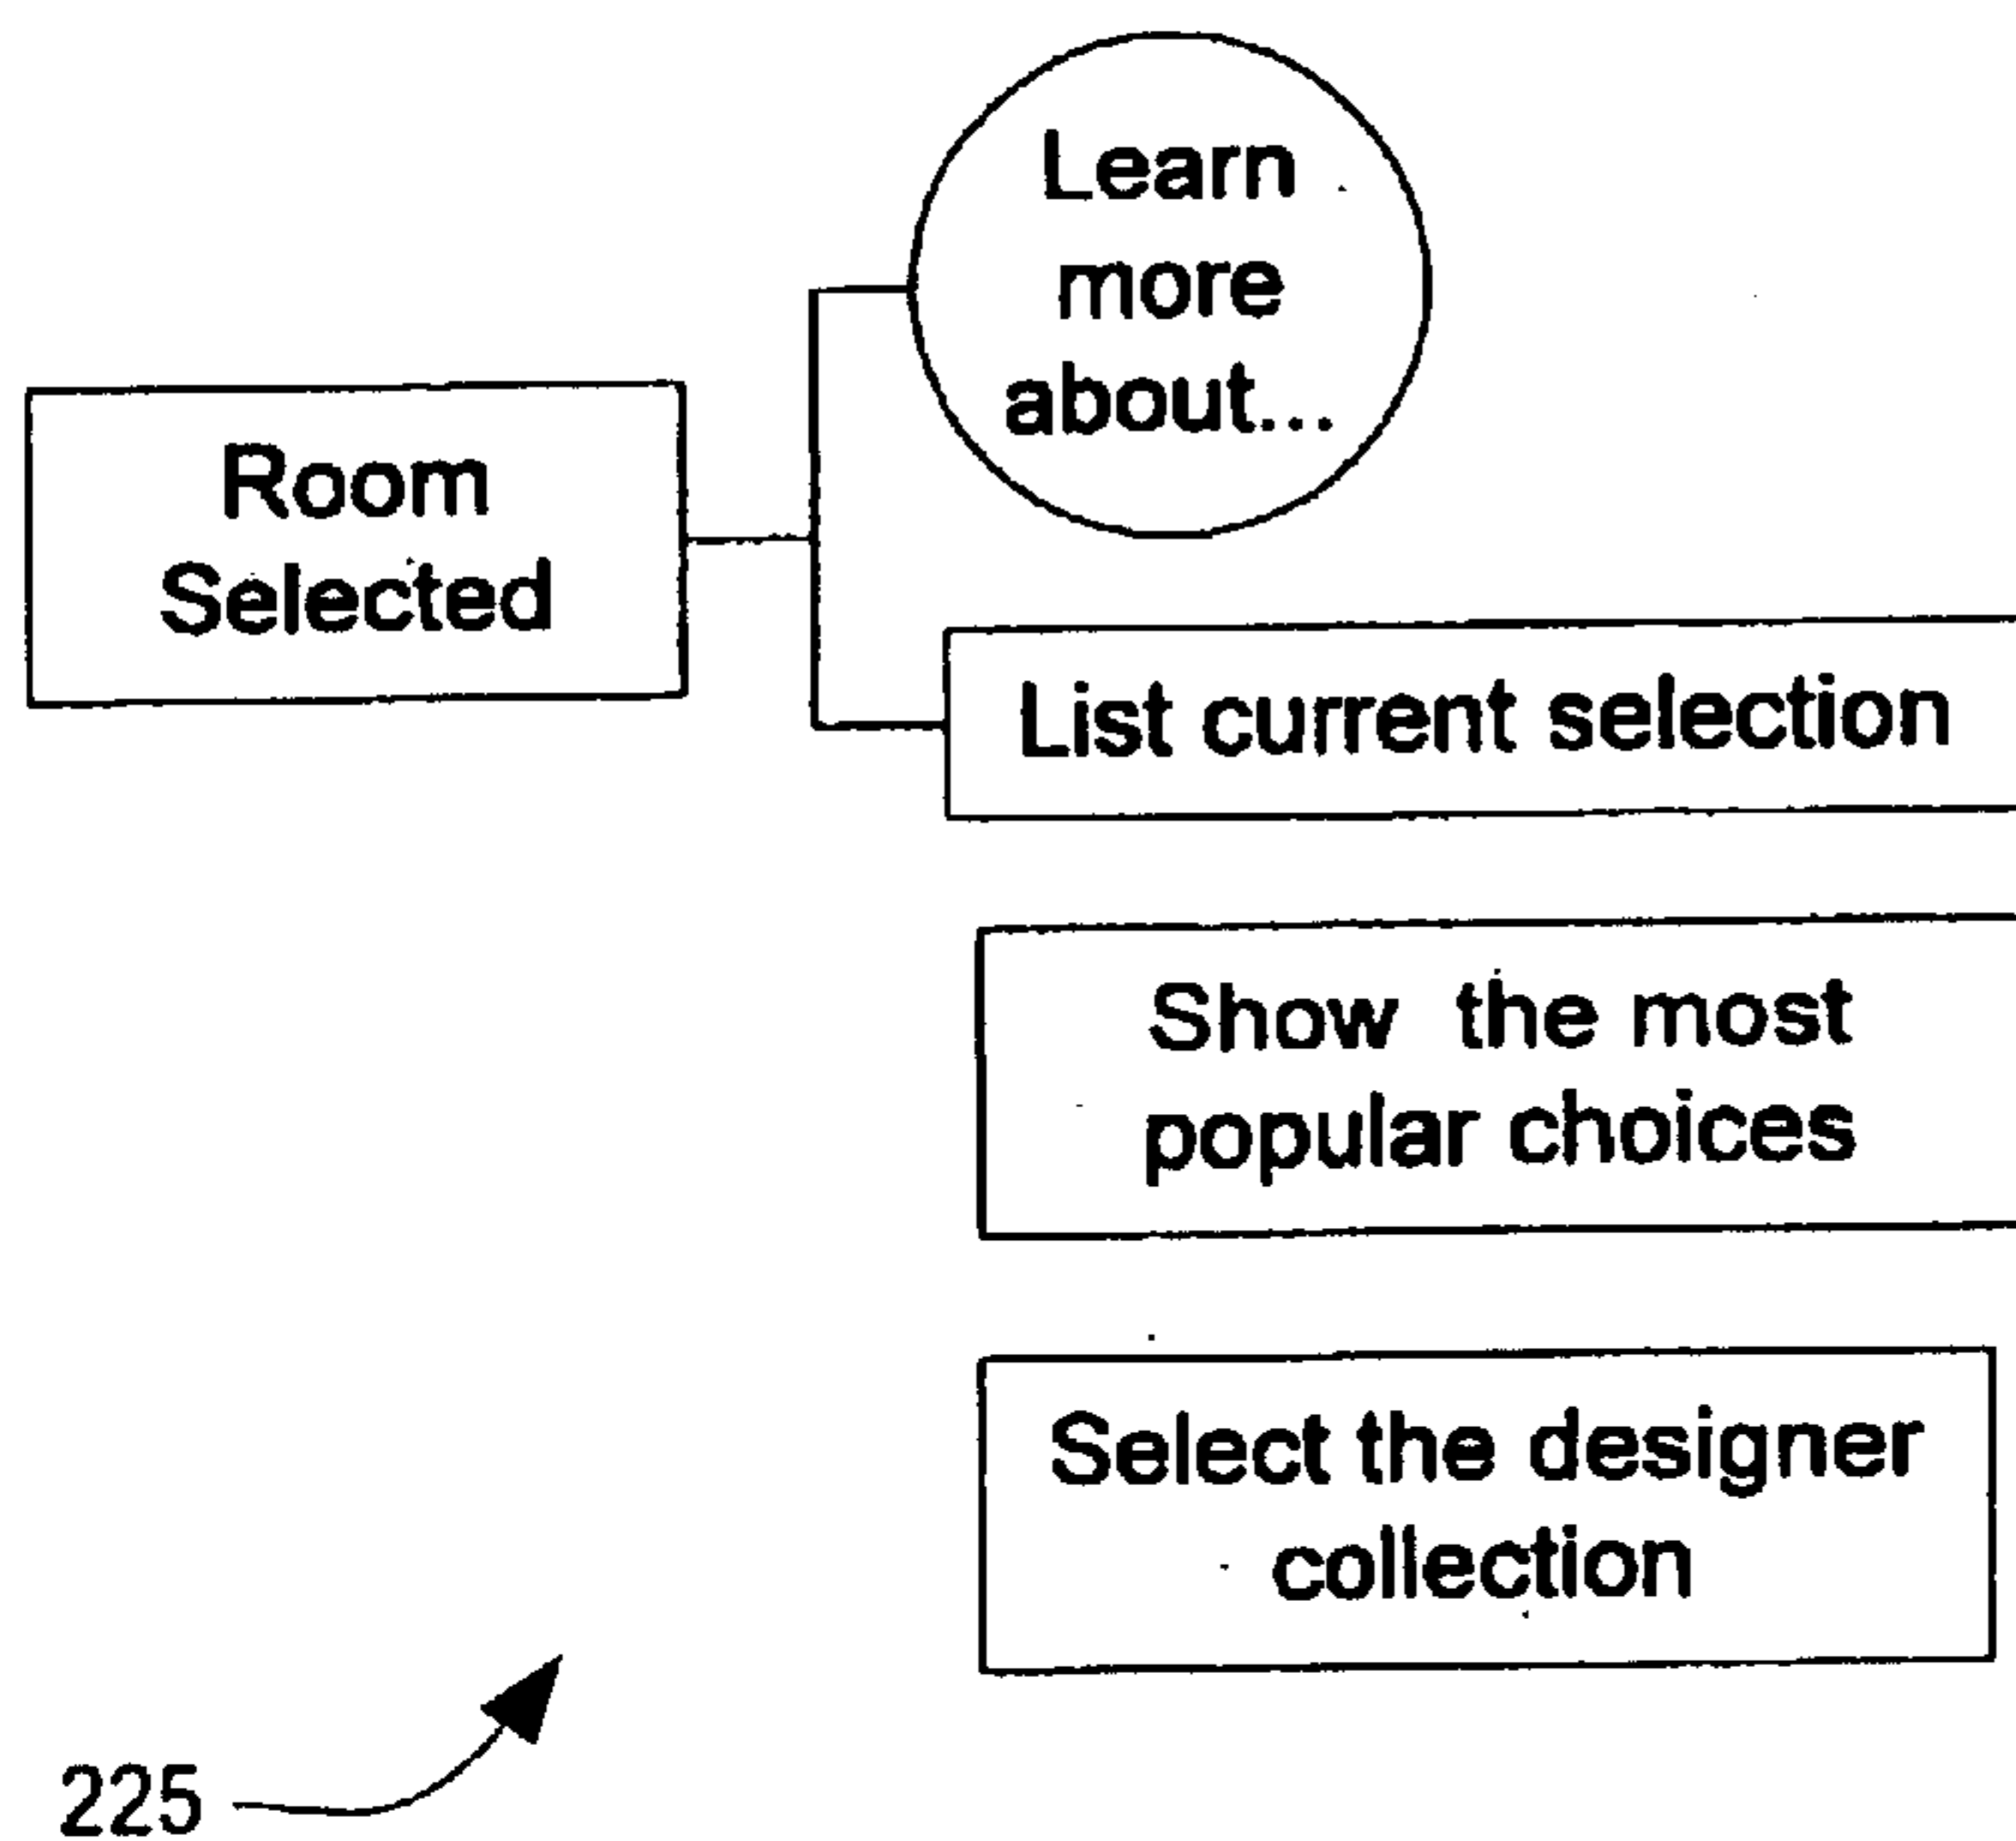 Learn
more
about...
Room
Selected
List current selection
Show the most
popular choices
Select the designer
collection
225